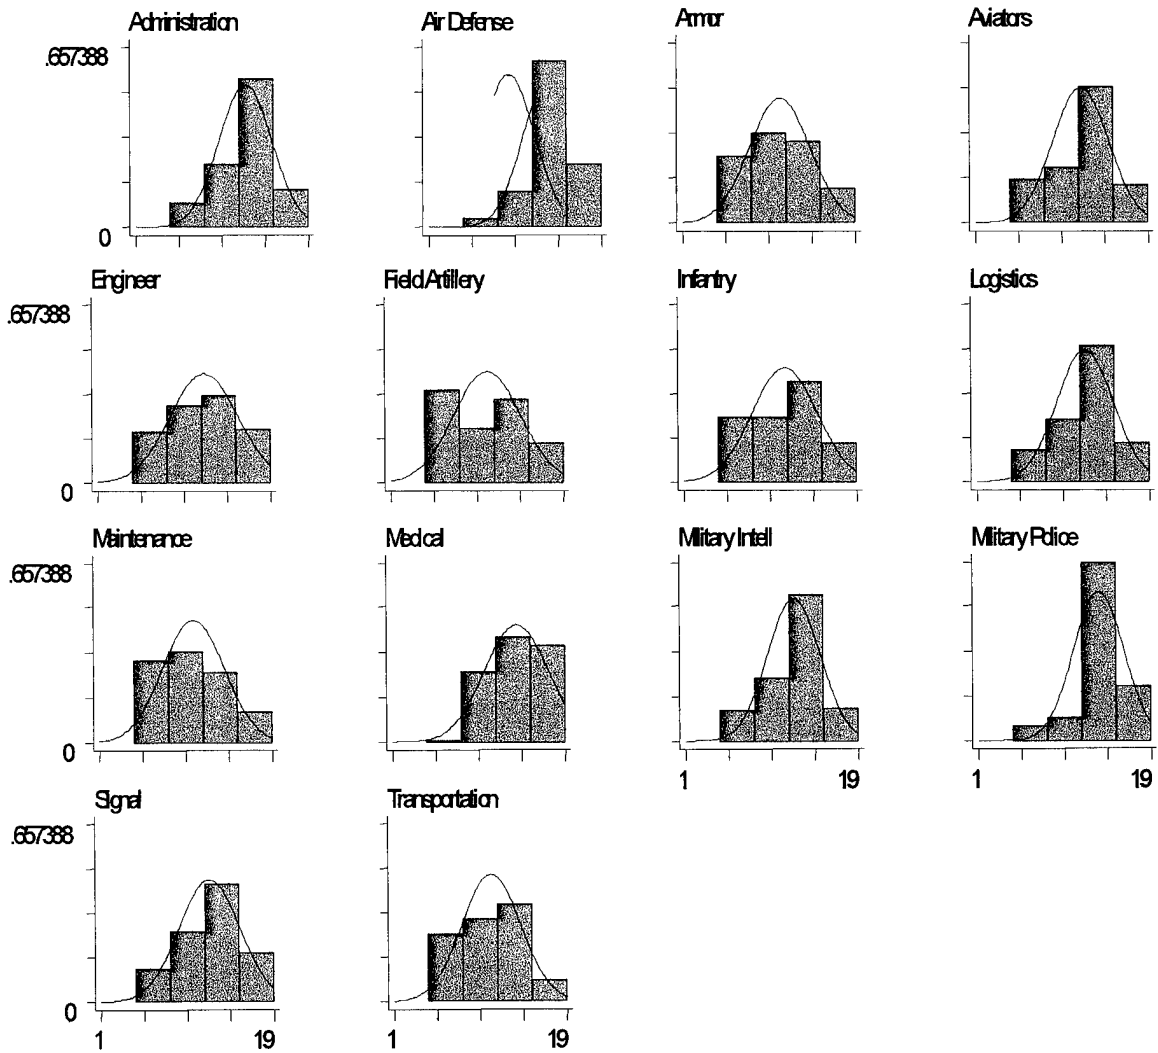 Administration Air Defense Armor Aviators
.657388
0
Engineer Field Artillery Infantry Logistics
.657388
0
Maintenance Medical Military Intell Military Police
.657388
0
1 19 1 19
Signal Transportation
.657388
0
1 19 1 19